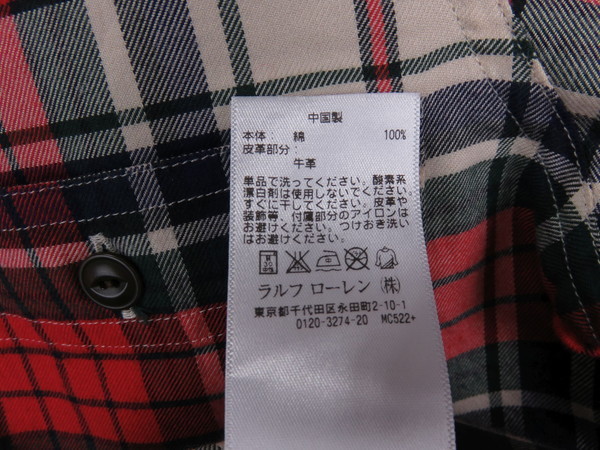 中国製
本体： 綿 100%
皮革部分：
牛革
単品で洗ってください。酸素系
漂白剤は使用しないでください。
すぐに干してください。皮革や
装飾等、付属部分のアイロンは
お避けください。つけおき洗い
はお避けください。
ラルフ ローレン（株）
東京都千代田区永田町2-10-1
0120-3274-20 MC522+